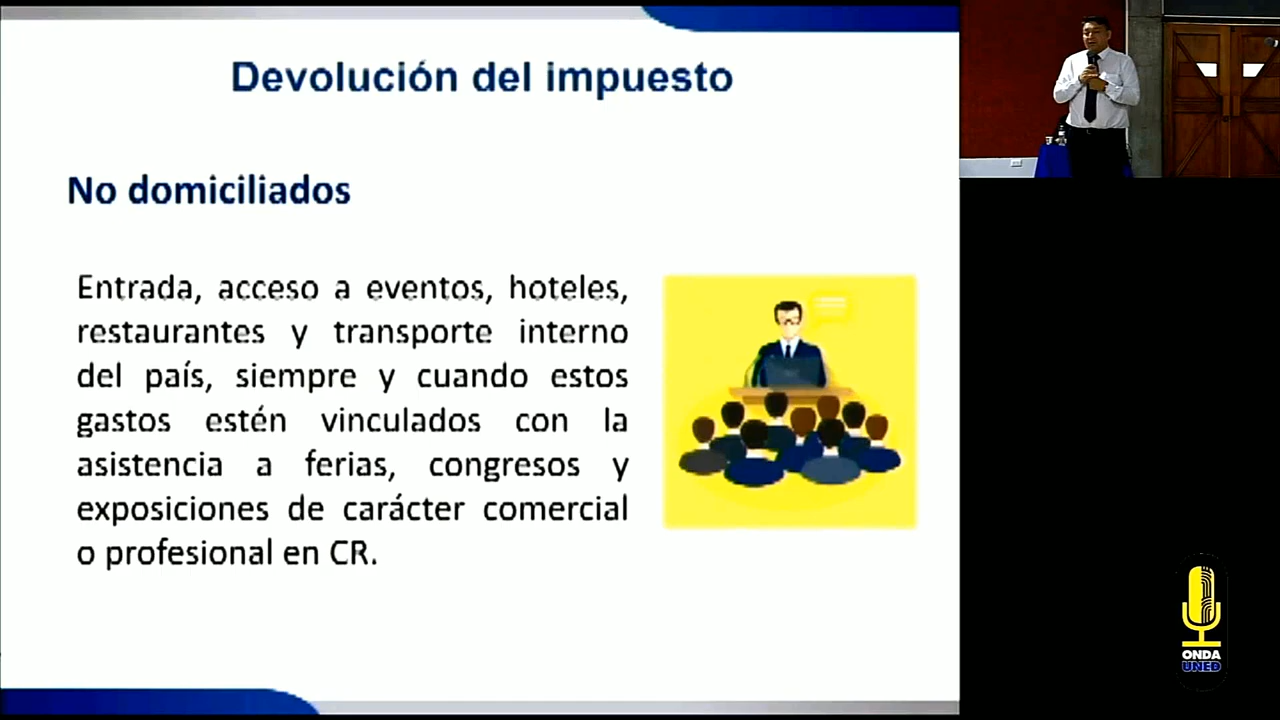 Devolución del impuesto
No domiciliados
Entrada, acceso a eventos, hoteles,
restaurantes y transporte interno
del país, siempre y cuando estos
gastos estén vinculados con la
asistencia a ferias, congresos y
exposiciones de carácter comercial
o profesional en CR.
ONDA
UNED